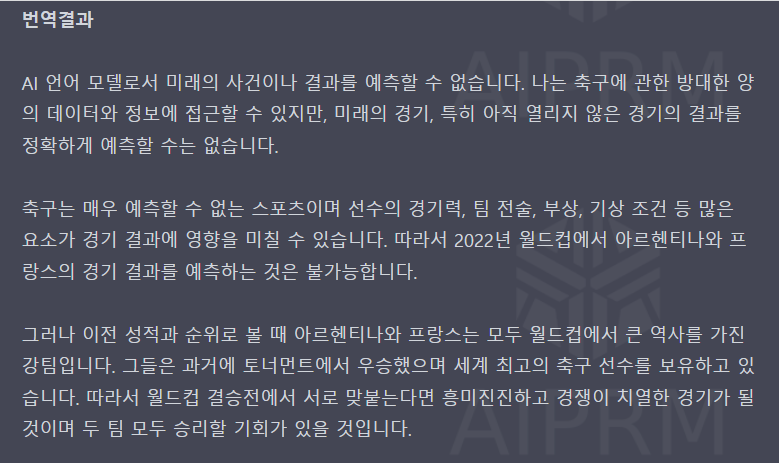 번역결과
AI 언어 모델로서 미래의 사건이나 결과를 예측할 수 없습니다. 나는 축구에 관한 방대한 양
의 데이터와 정보에 접근할 수 있지만, 미래의 경기, 특히 아직 열리지 않은 경기의 결과를
정확하게 예측할 수는 없습니다.
축구는 매우 예측할 수 없는 스포츠이며 선수의 경기력, 팀 전술, 부상, 기상 조건 등 많은
요소가 경기 결과에 영향을 미칠 수 있습니다. 따라서 2022년 월드컵에서 아르헨티나와 프
랑스의 경기 결과를 예측하는 것은 불가능합니다.
그러나 이전 성적과 순위로 볼 때 아르헨티나와 프랑스는 모두 월드컵에서 큰 역사를 가진
강팀입니다. 그들은 과거에 토너먼트에서 우승했으며 세계 최고의 축구 선수를 보유하고 있
습니다. 따라서 월드컵 결승전에서 서로 맞붙는다면 흥미진진하고 경쟁이 치열한 경기가 될
것이며 두 팀 모두 승리할 기회가 있을 것입니다.
AIPRM
AIPRM